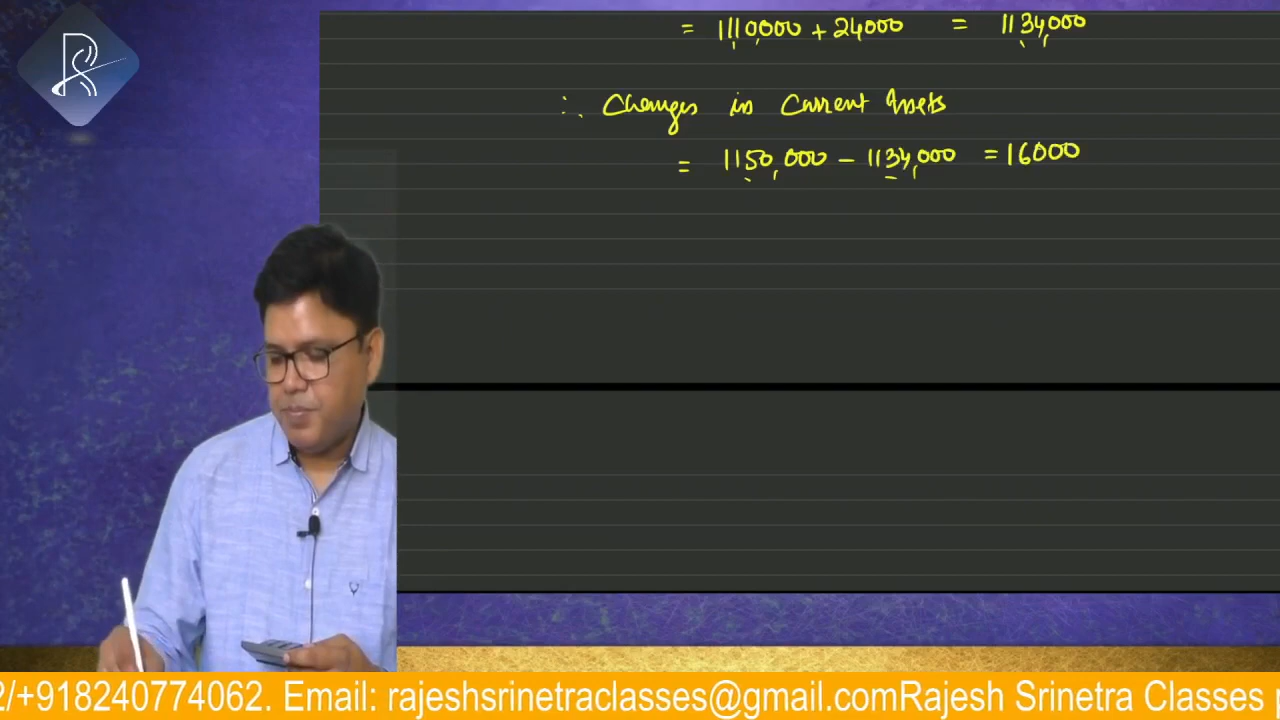 = 1110000 + 24000 = 1134,000
∴ Changes in Current Assets
= 1150,000 – 1134,000 = 16000
2/+918240774062. Email: rajeshsrinetraclasses@gmail.comRajesh Srinetra Classes p